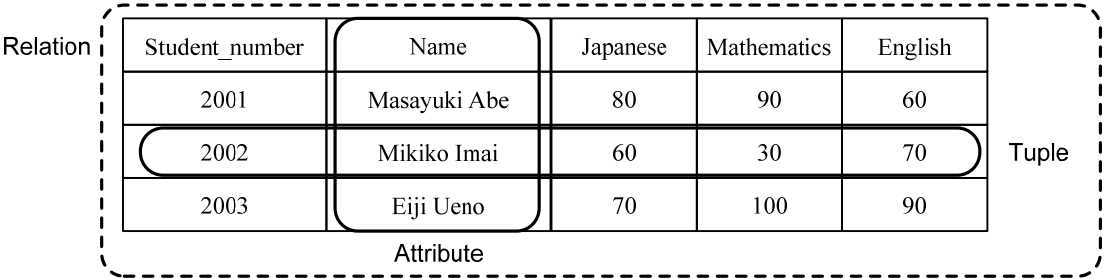 Relation
Student_number Name Japanese Mathematics English
2001 Masayuki Abe 80 90 60
2002 Mikiko Imai 60 30 70
Tuple
2003 Eiji Ueno 70 100 90
Attribute